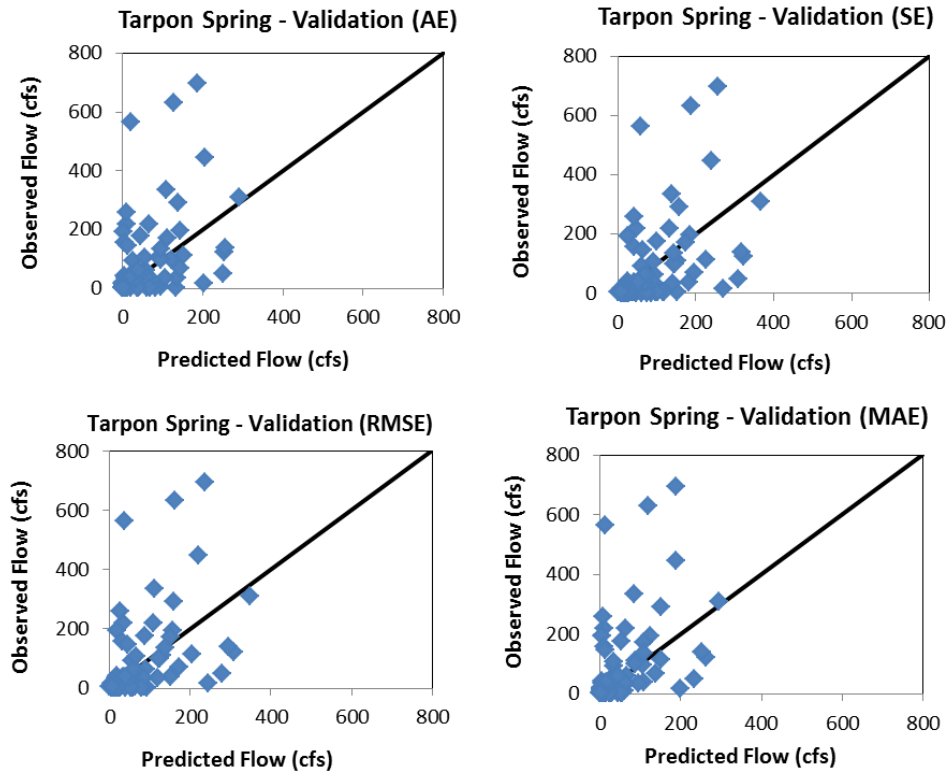 Tarpon Spring - Validation (AE)
800
600
400
200
0
Observed Flow (cfs)
0 200 400 600 800
Predicted Flow (cfs)
Tarpon Spring - Validation (SE)
800
600
400
200
0
Observed Flow (cfs)
0 200 400 600 800
Predicted Flow (cfs)
Tarpon Spring - Validation (RMSE)
800
600
400
200
0
Observed Flow (cfs)
0 200 400 600 800
Predicted Flow (cfs)
Tarpon Spring - Validation (MAE)
800
600
400
200
0
Observed Flow (cfs)
0 200 400 600 800
Predicted Flow (cfs)